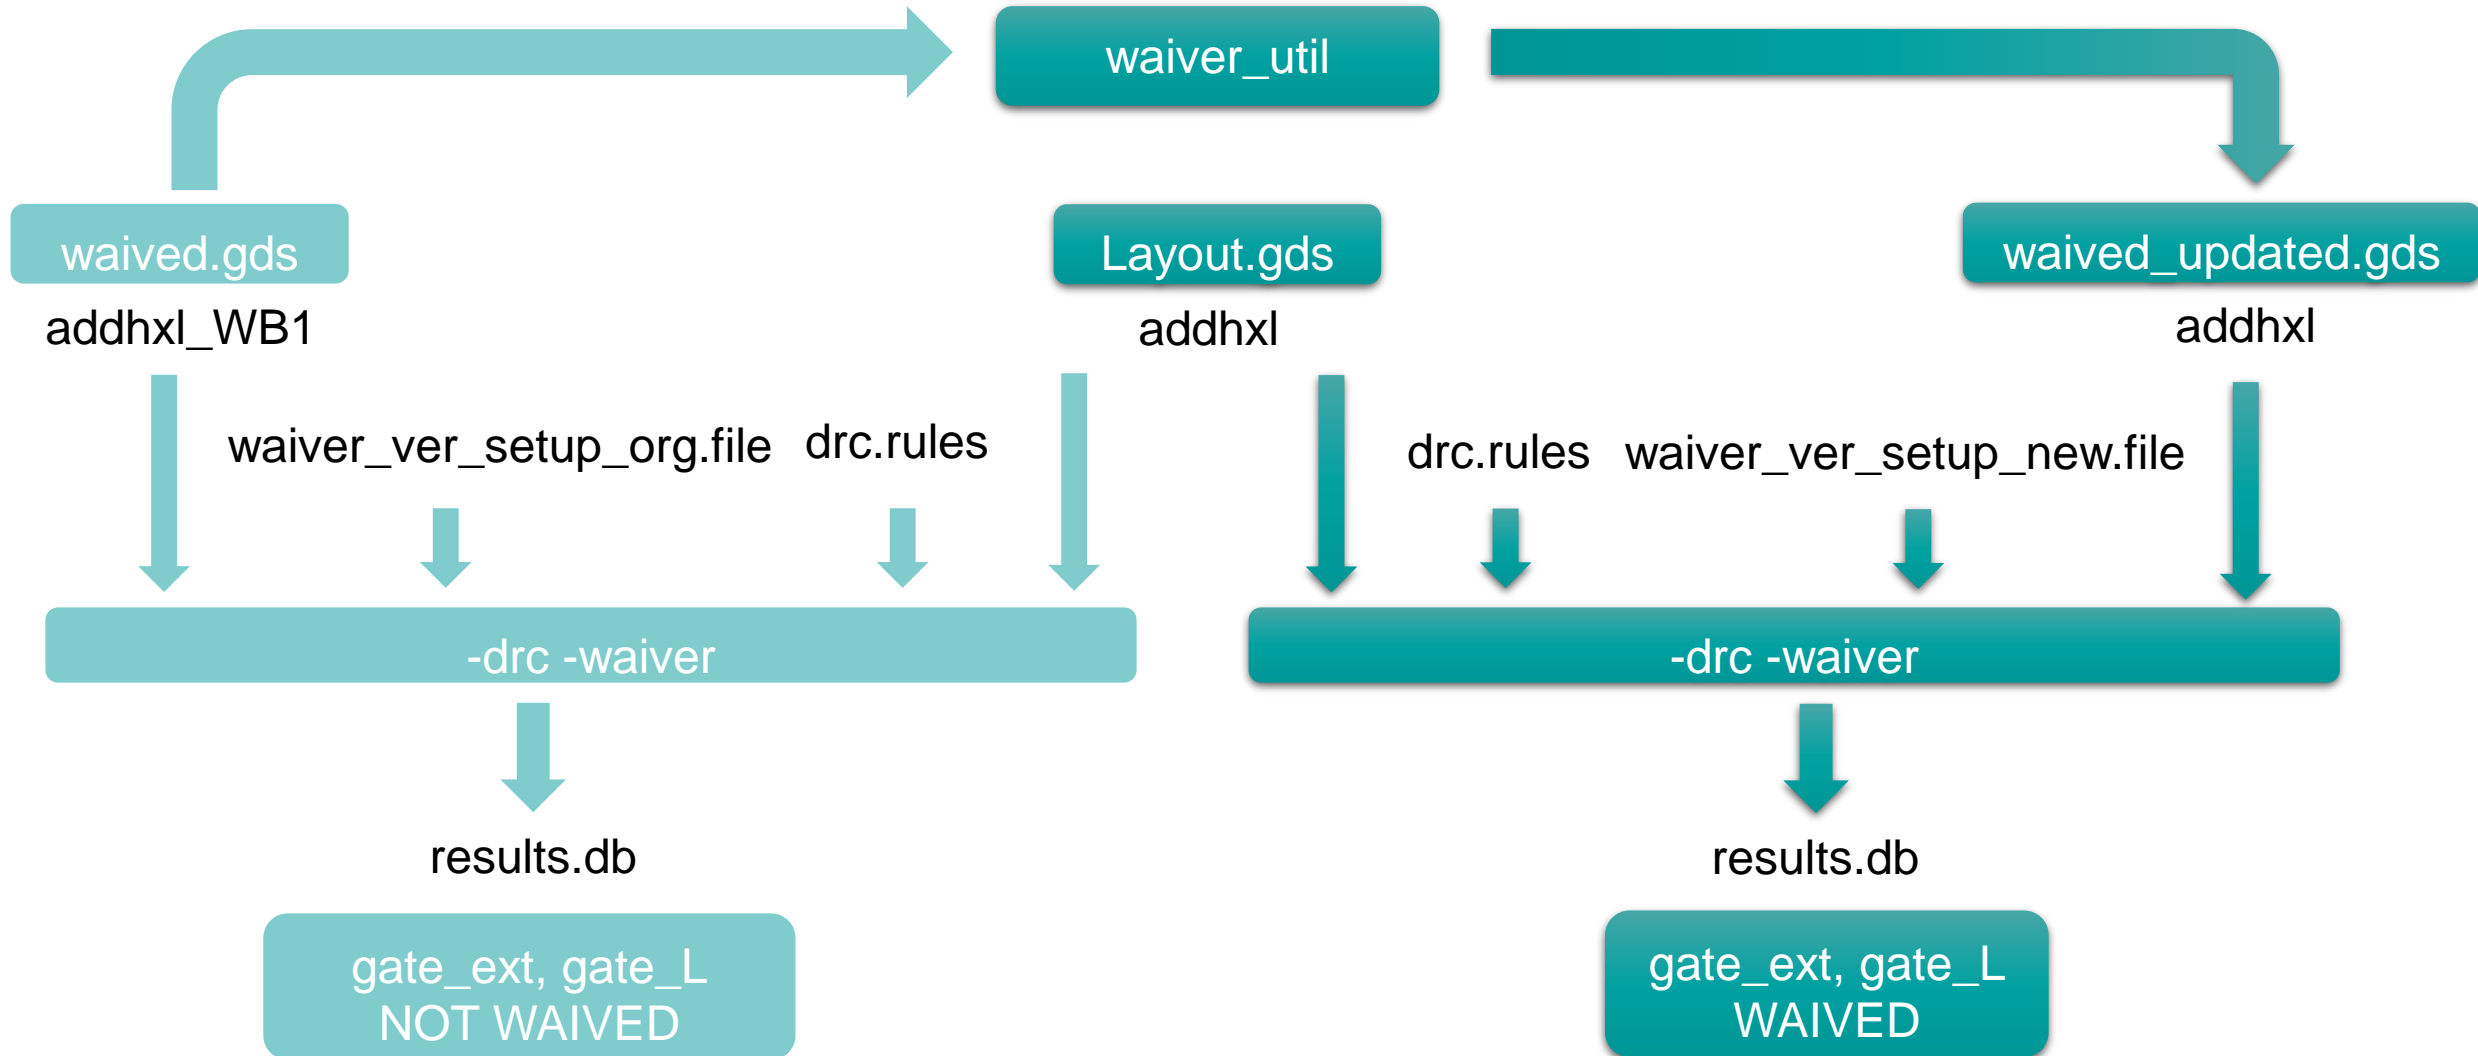 waiver_util
waived.gds
Layout.gds
waived_updated.gds
addhxl_WB1
addhxl
addhxl
waiver_ver_setup_org.file
drc.rules
drc.rules
waiver_ver_setup_new.file
-drc -waiver
-drc -waiver
results.db
results.db
gate_ext, gate_L
NOT WAIVED
gate_ext, gate_L
WAIVED